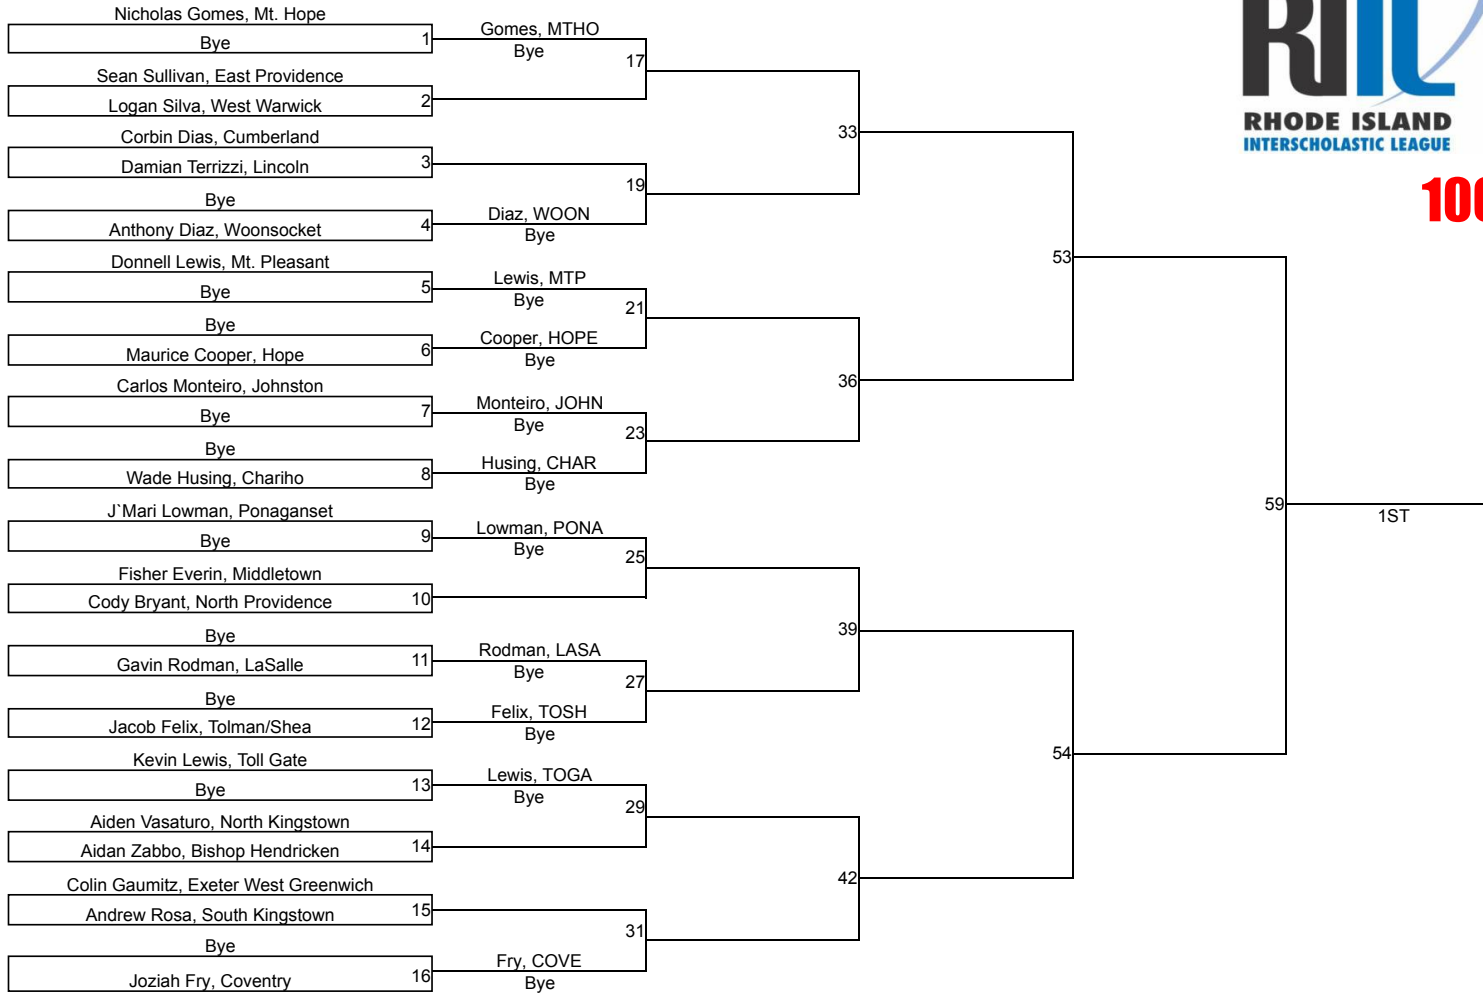 Nicholas Gomes, Mt. Hope
Bye
1
Sean Sullivan, East Providence
Logan Silva, West Warwick
2
Corbin Dias, Cumberland
Damian Terrizzi, Lincoln
3
Bye
Anthony Diaz, Woonsocket
4
Donnell Lewis, Mt. Pleasant
Bye
5
Bye
Maurice Cooper, Hope
6
Carlos Monteiro, Johnston
Bye
7
Bye
Wade Husing, Chariho
8
J`Mari Lowman, Ponaganset
Bye
9
Fisher Everin, Middletown
Cody Bryant, North Providence
10
Bye
Gavin Rodman, LaSalle
11
Bye
Jacob Felix, Tolman/Shea
12
Kevin Lewis, Toll Gate
Bye
13
Aiden Vasaturo, North Kingstown
Aidan Zabbo, Bishop Hendricken
14
Colin Gaumitz, Exeter West Greenwich
Andrew Rosa, South Kingstown
15
Bye
Joziah Fry, Coventry
16
Gomes, MTHO
Bye
17
Diaz, WOON
Bye
19
Lewis, MTP
Bye
21
Cooper, HOPE
Bye
Monteiro, JOHN
Bye
23
Husing, CHAR
Bye
Lowman, PONA
Bye
25
Rodman, LASA
Bye
27
Felix, TOSH
Bye
Lewis, TOGA
Bye
29
31
Fry, COVE
Bye
33
36
39
42
53
54
59
1ST
RIIL
RHODE ISLAND
INTERSCHOLASTIC LEAGUE